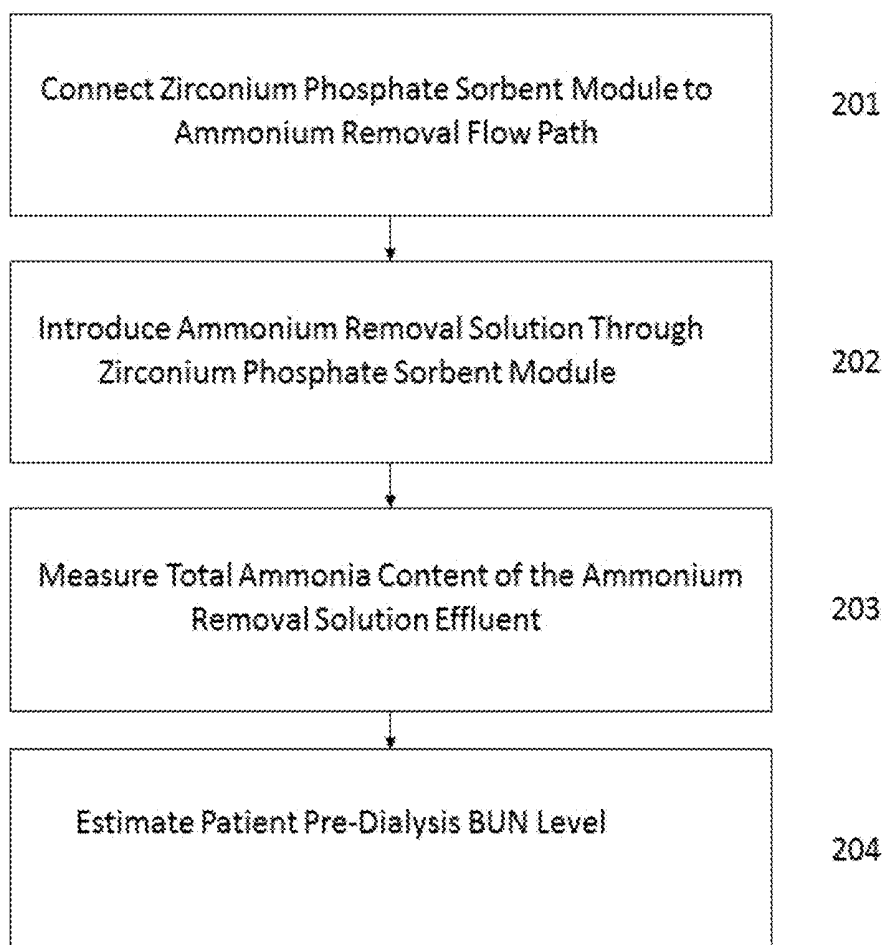 Connect Zirconium Phosphate Sorbent Module to
Ammonium Removal Flow Path
201
Introduce Ammonium Removal Solution Through
Zirconium Phosphate Sorbent Module
202
Measure Total Ammonia Content of the Ammonium
Removal Solution Effluent
203
Estimate Patient Pre-Dialysis BUN Level
204